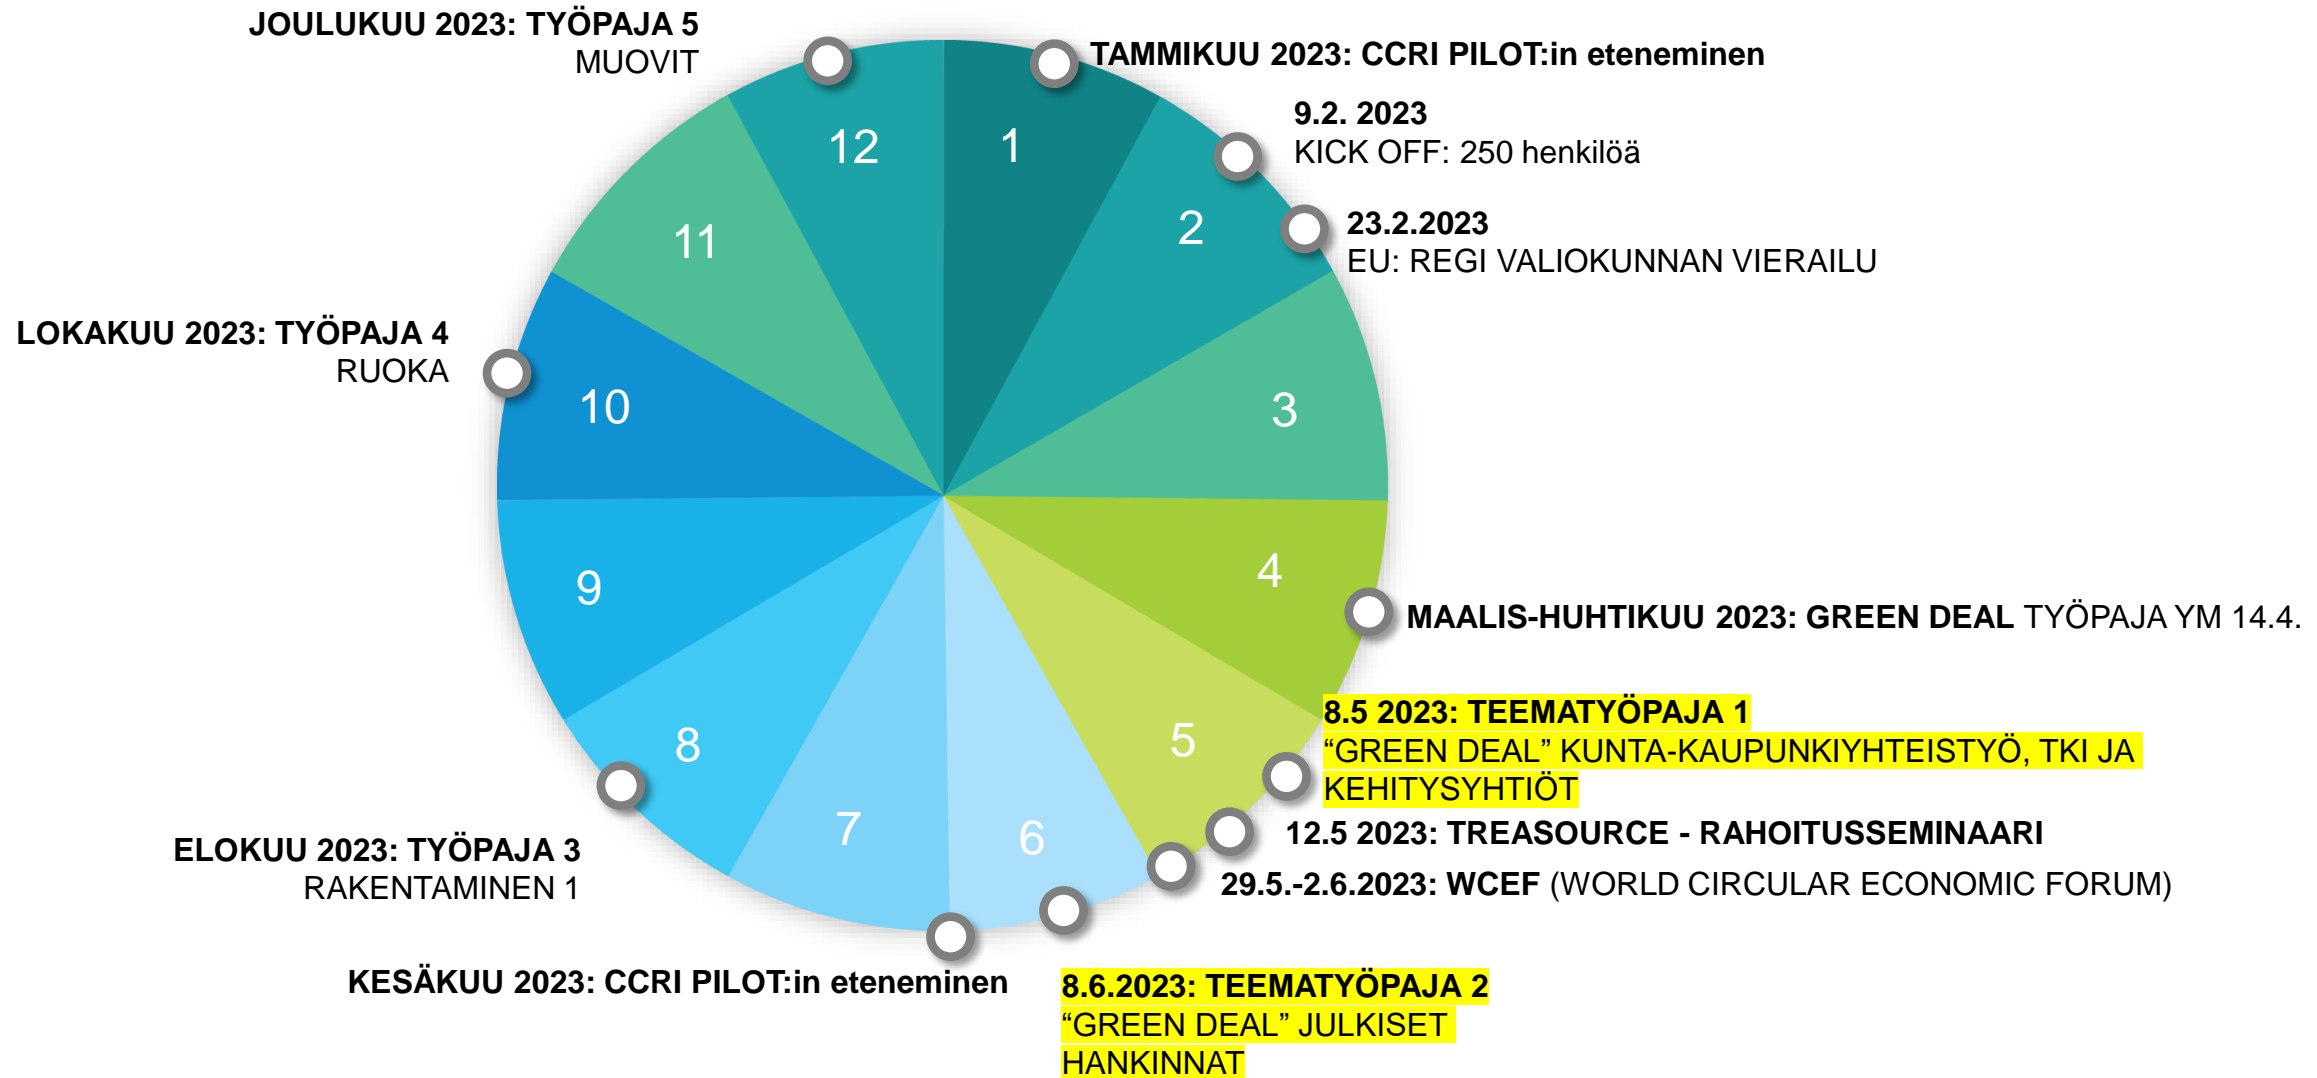 JOULUKUU 2023: TYÖPAJA 5
MUOVIT
TAMMIKUU 2023: CCRI PILOT:in eteneminen
9.2. 2023
KICK OFF: 250 henkilöä
23.2.2023
EU: REGI VALIOKUNNAN VIERAILU
12
1
2
11
3
LOKAKUU 2023: TYÖPAJA 4
RUOKA
10
4
9
MAALIS-HUHTIKUU 2023: GREEN DEAL TYÖPAJA YM 14.4.
8.5 2023: TEEMATYÖPAJA 1
“GREEN DEAL” KUNTA-KAUPUNKIYHTEISTYÖ, TKI JA
KEHITYSYHTIÖT
5
8
7
6
12.5 2023: TREASOURCE - RAHOITUSSEMINAARI
29.5.-2.6.2023: WCEF (WORLD CIRCULAR ECONOMIC FORUM)
ELOKUU 2023: TYÖPAJA 3
RAKENTAMINEN 1
KESÄKUU 2023: CCRI PILOT:in eteneminen
8.6.2023: TEEMATYÖPAJA 2
“GREEN DEAL” JULKISET
HANKINNAT